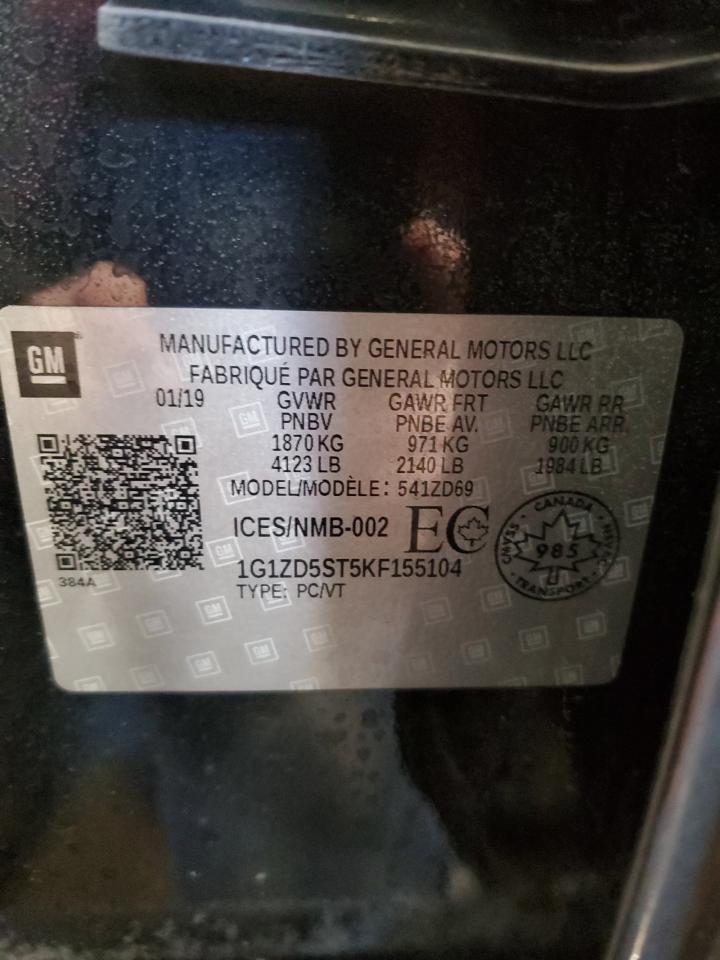 GM
MANUFACTURED BY GENERAL MOTORS LLC
FABRIQUÉ PAR GENERAL MOTORS LLC
01/19 GVWR GAWR FRT GAWR RR
PNBV PNBE AV. PNBE ARR.
1870 KG 971 KG 900 KG
4123 LB 2140 LB 1984 LB
MODEL/MODÈLE: 541ZD69
ICES/NMB-002 EC
1G1ZD5ST5KF155104
TYPE: PC/VT
384A
CANADA
CMVSS
985
NSVAC
TRANSPORT